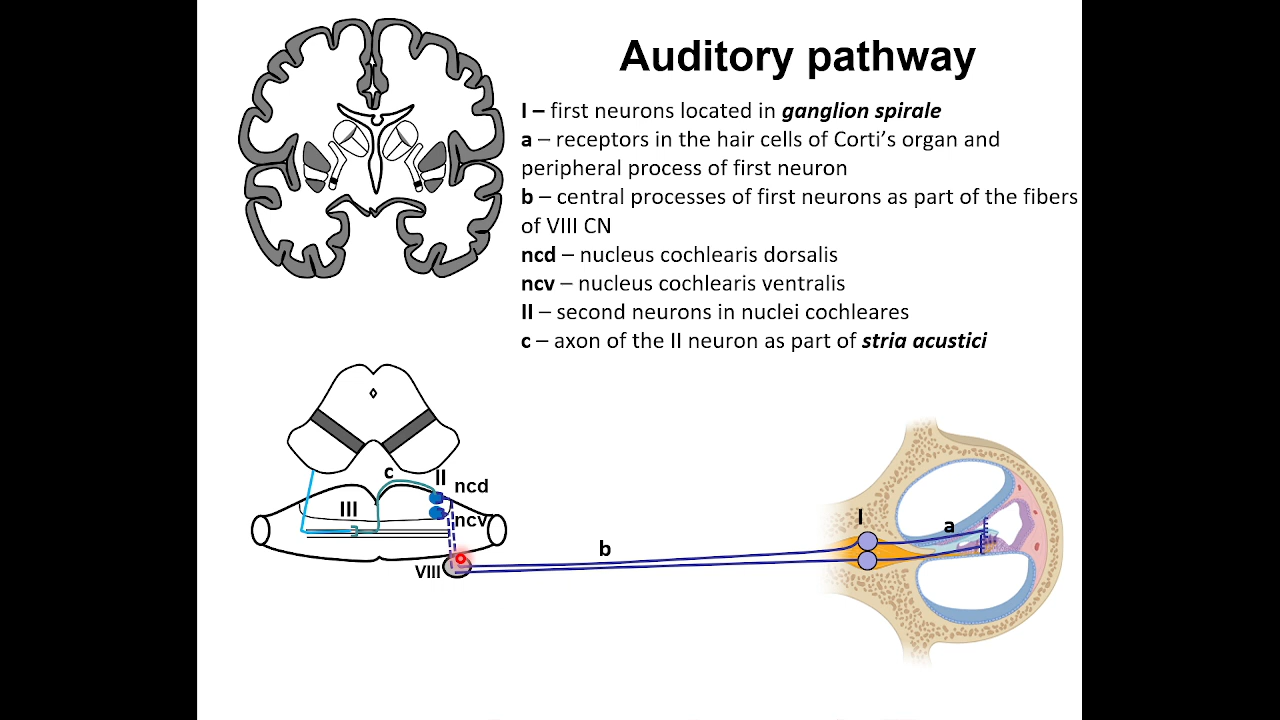 Auditory pathway
I – first neurons located in ganglion spirale
a – receptors in the hair cells of Corti’s organ and
peripheral process of first neuron
b – central processes of first neurons as part of the fibers
of VIII CN
ncd – nucleus cochlearis dorsalis
ncv – nucleus cochlearis ventralis
II – second neurons in nuclei cochleares
c – axon of the II neuron as part of stria acustici
c
II
ncd
III
ncv
I
a
b
VIII